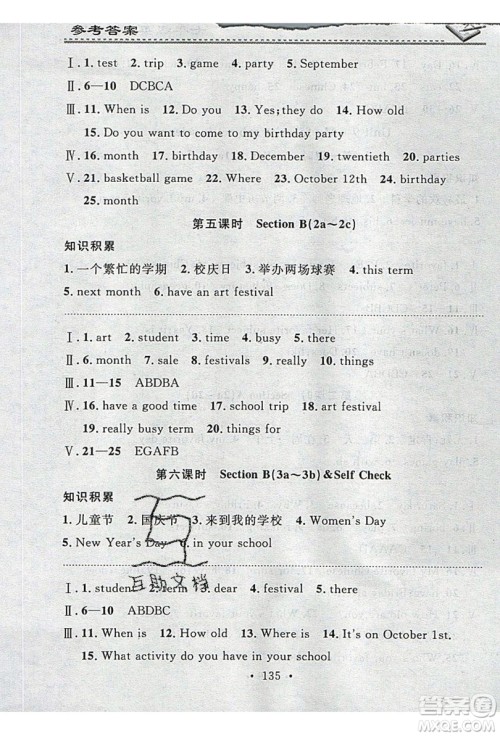 参考答案
Ⅰ. 1. test 2. trip 3. game 4. party 5. September
Ⅱ. 6—10 DCBCA
Ⅲ. 11. When is 12. Do you 13. Yes; they do 14. How old
15. Do you want to come to my birthday party
Ⅳ. 16. month 17. birthday 18. December 19. twentieth 20. parties
Ⅴ. 21. basketball game 22. Where 23. October 12th 24. birthday
25. month
第五课时 Section B(2a～2c)
知识积累
1. 一个繁忙的学期 2. 校庆日 3. 举办两场球赛 4. this term
5. next month 6. have an art festival
Ⅰ. 1. art 2. student 3. time 4. busy 5. there
Ⅱ. 6. month 7. sale 8. festivals 9. really 10. things
Ⅲ. 11—15 ABDBA
Ⅳ. 16. have a good time 17. school trip 18. art festival
19. really busy term 20. other things
Ⅴ. 21—25 EGAFB
第六课时 Section B(3a～3b)&Self Check
知识积累
1. 儿童节 2. 国庆节 3. 来到我的学校 4. Women's Day
5. New Year's Day 6. in your school
互助文档
Ⅰ. 1. student 2. term 3. dear 4. festival 5. there
Ⅱ. 6—10 ABDBC
Ⅲ. 11. When is 12. How old 13. Where is 14. It's on October 1st.
15. What activity do you have in your school
• 135 •